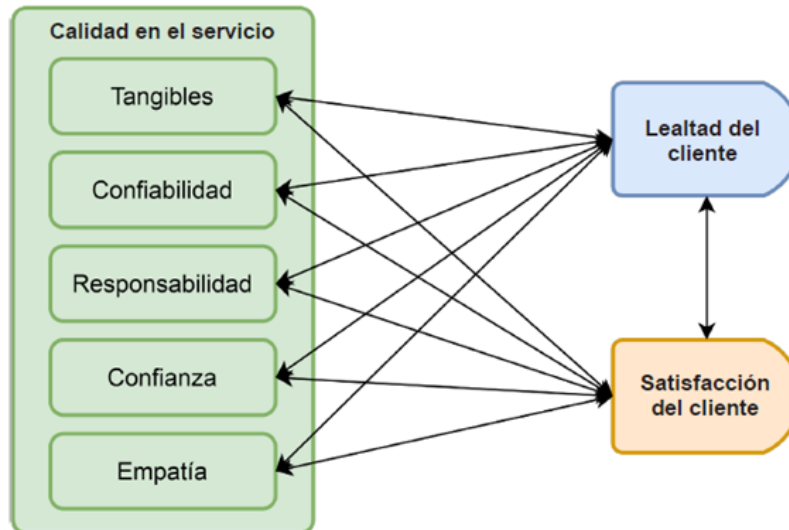 Calidad en el servicio
Tangibles
Confiabilidad
Responsabilidad
Confianza
Empatía
Lealtad del
cliente
Satisfacción
del cliente